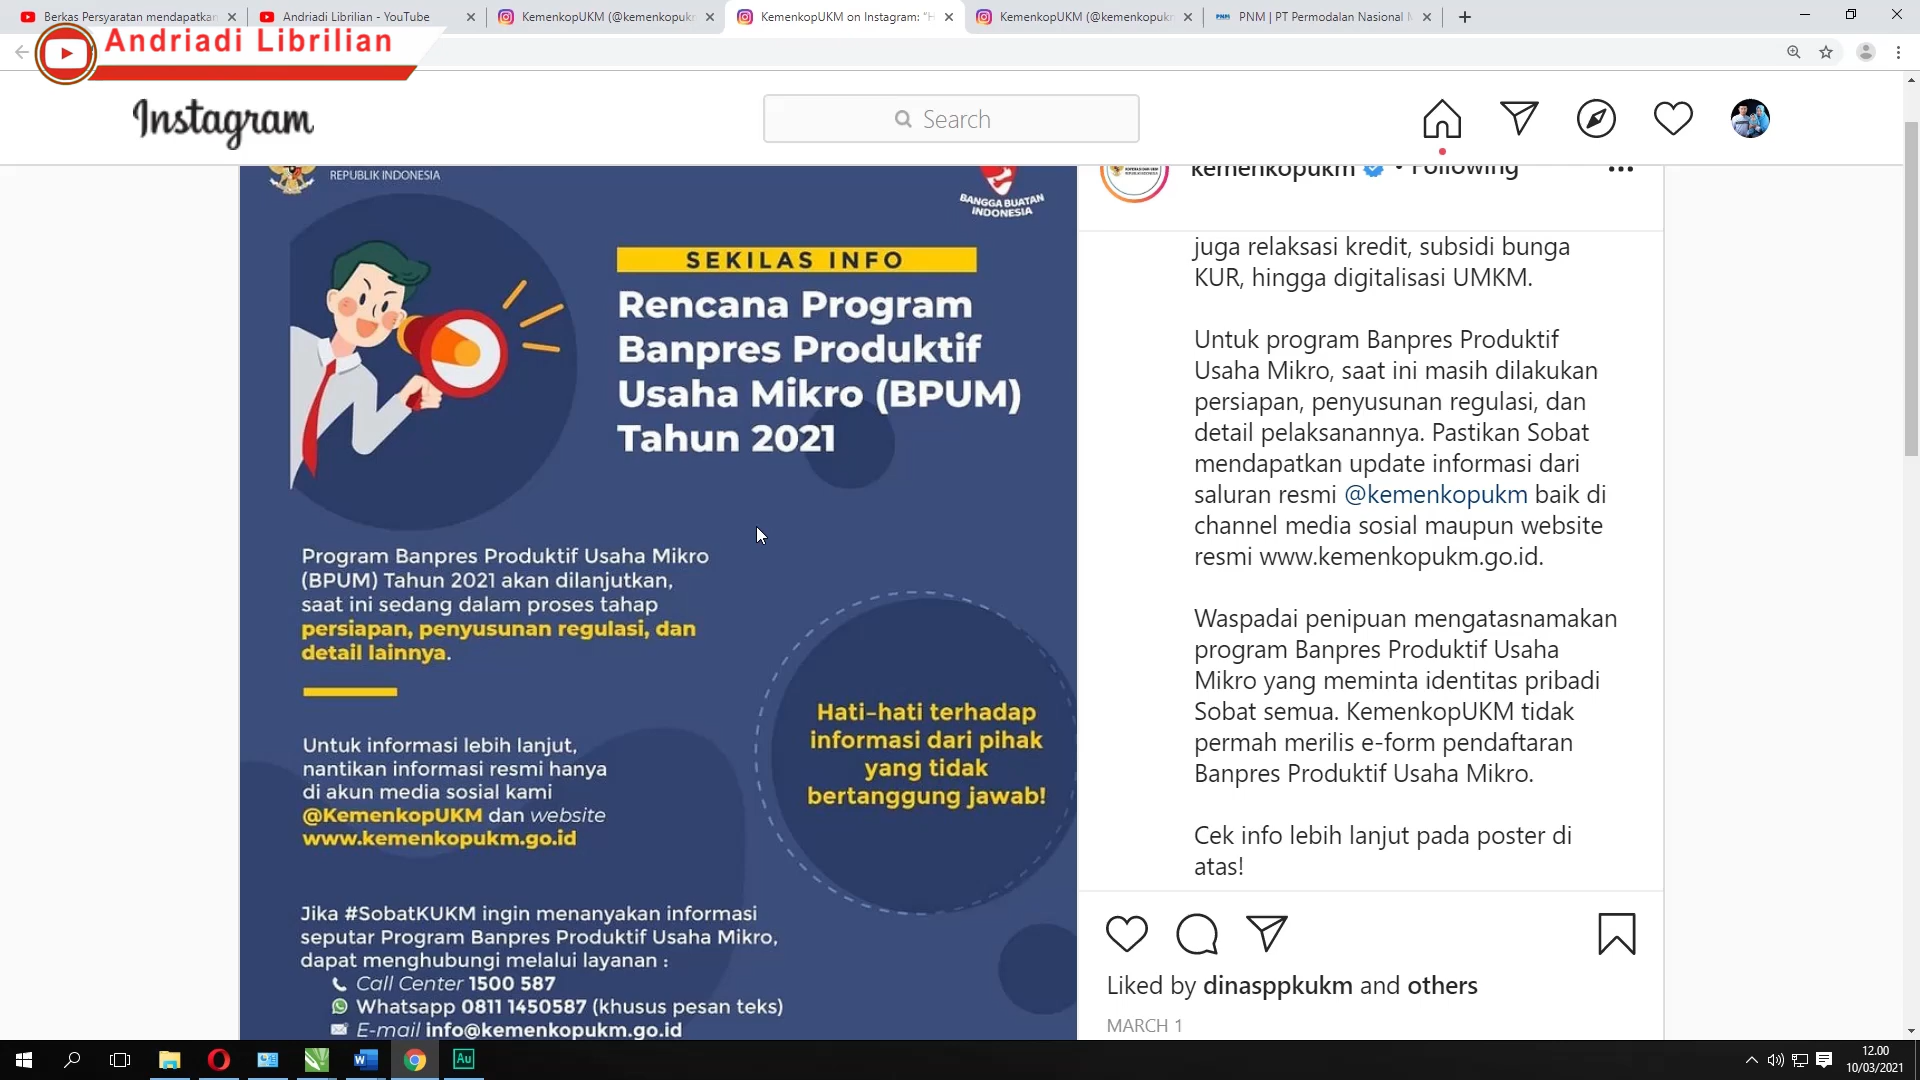 Berkas Persyaratan mendapatkan
Andriadi Librilian - YouTube
KemenkopUKM (@kemenkopukm
KemenkopUKM on Instagram: "H
KemenkopUKM (@kemenkopukm
PNM | PT Permodalan Nasional
Andriadi Librilian
Instagram
Search
REPUBLIK INDONESIA
BANGGA BUATAN
INDONESIA
SEKILAS INFO
Rencana Program
Banpres Produktif
Usaha Mikro (BPUM)
Tahun 2021
Program Banpres Produktif Usaha Mikro
(BPUM) Tahun 2021 akan dilanjutkan,
saat ini sedang dalam proses tahap
persiapan, penyusunan regulasi, dan
detail lainnya.
Untuk informasi lebih lanjut,
nantikan informasi resmi hanya
di akun media sosial kami
@KemenkopUKM dan website
www.kemenkopukm.go.id
Hati-hati terhadap
informasi dari pihak
yang tidak
bertanggung jawab!
Jika #SobatKUKM ingin menanyakan informasi
seputar Program Banpres Produktif Usaha Mikro,
dapat menghubungi melalui layanan :
Call Center 1500 587
Whatsapp 0811 1450587 (khusus pesan teks)
E-mail info@kemenkopukm.go.id
kemenkopukm • Following
juga relaksasi kredit, subsidi bunga
KUR, hingga digitalisasi UMKM.
Untuk program Banpres Produktif
Usaha Mikro, saat ini masih dilakukan
persiapan, penyusunan regulasi, dan
detail pelaksanannya. Pastikan Sobat
mendapatkan update informasi dari
saluran resmi @kemenkopukm baik di
channel media sosial maupun website
resmi www.kemenkopukm.go.id.
Waspadai penipuan mengatasnamakan
program Banpres Produktif Usaha
Mikro yang meminta identitas pribadi
Sobat semua. KemenkopUKM tidak
permah merilis e-form pendaftaran
Banpres Produktif Usaha Mikro.
Cek info lebih lanjut pada poster di
atas!
Liked by dinasppkukm and others
MARCH 1
Au
12.00
10/03/2021